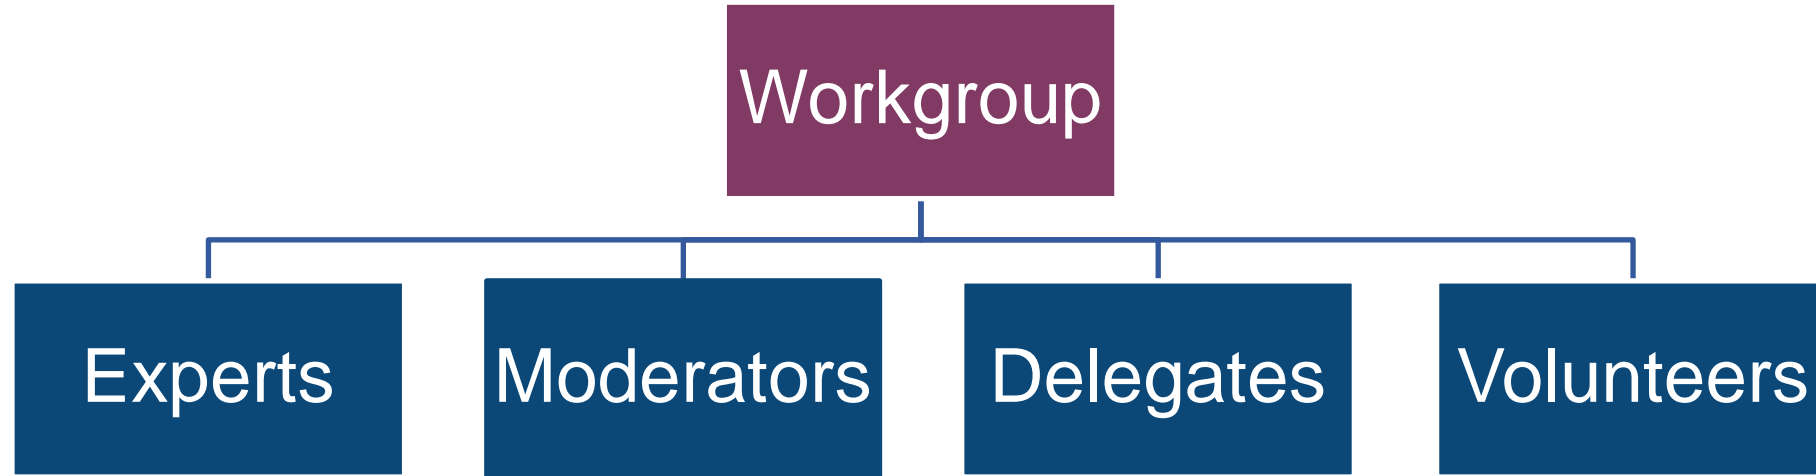 Workgroup
Experts
Moderators
Delegates
Volunteers